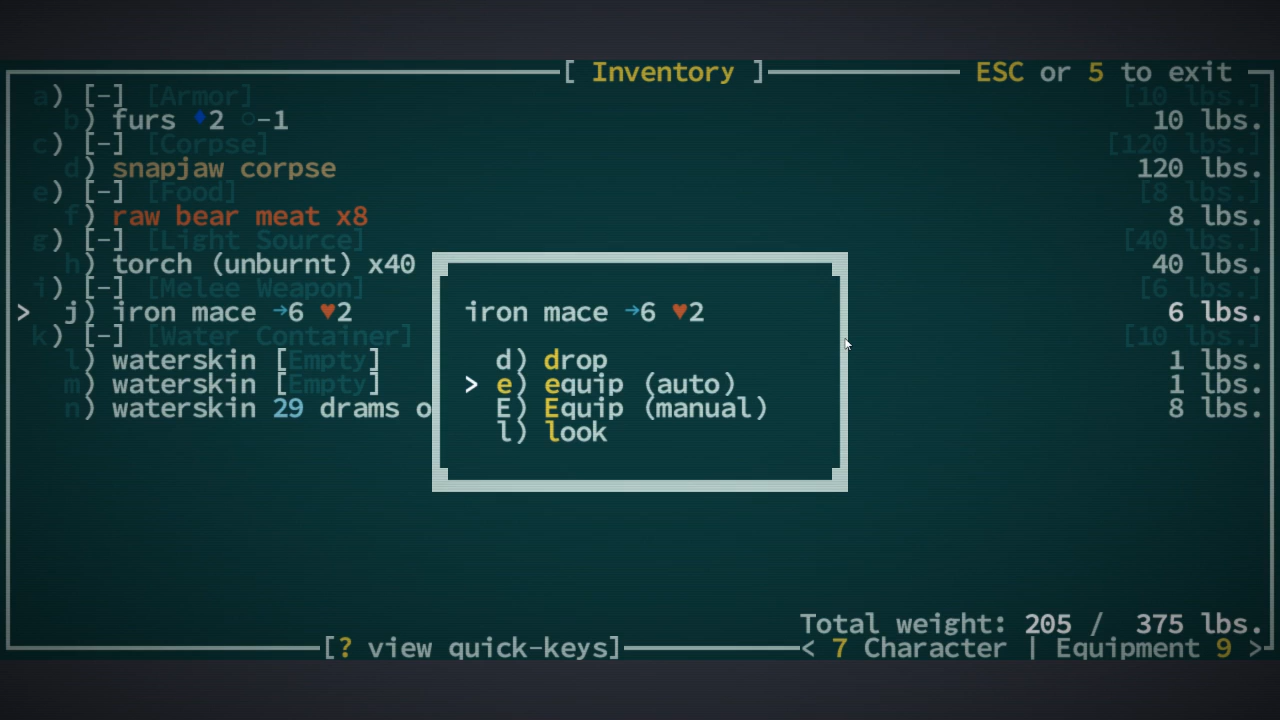 [ Inventory ] ESC or 5 to exit
a) [-] [Armor] [10 lbs.]
b) furs ♦2 ○-1 10 lbs.
c) [-] [Corpse] [120 lbs.]
d) snapjaw corpse 120 lbs.
e) [-] [Food] [8 lbs.]
f) raw bear meat x8 8 lbs.
g) [-] [Light Source] [40 lbs.]
h) torch (unburnt) x40 40 lbs.
i) [-] [Melee Weapon] [6 lbs.]
> j) iron mace →6 ♥2 6 lbs.
k) [-] [Water Container] [10 lbs.]
l) waterskin [Empty] 1 lbs.
m) waterskin [Empty] 1 lbs.
n) waterskin 29 drams o 8 lbs.
iron mace →6 ♥2
d) drop
> e) equip (auto)
E) Equip (manual)
l) look
Total weight: 205 / 375 lbs.
[? view quick-keys] < 7 Character | Equipment 9 >